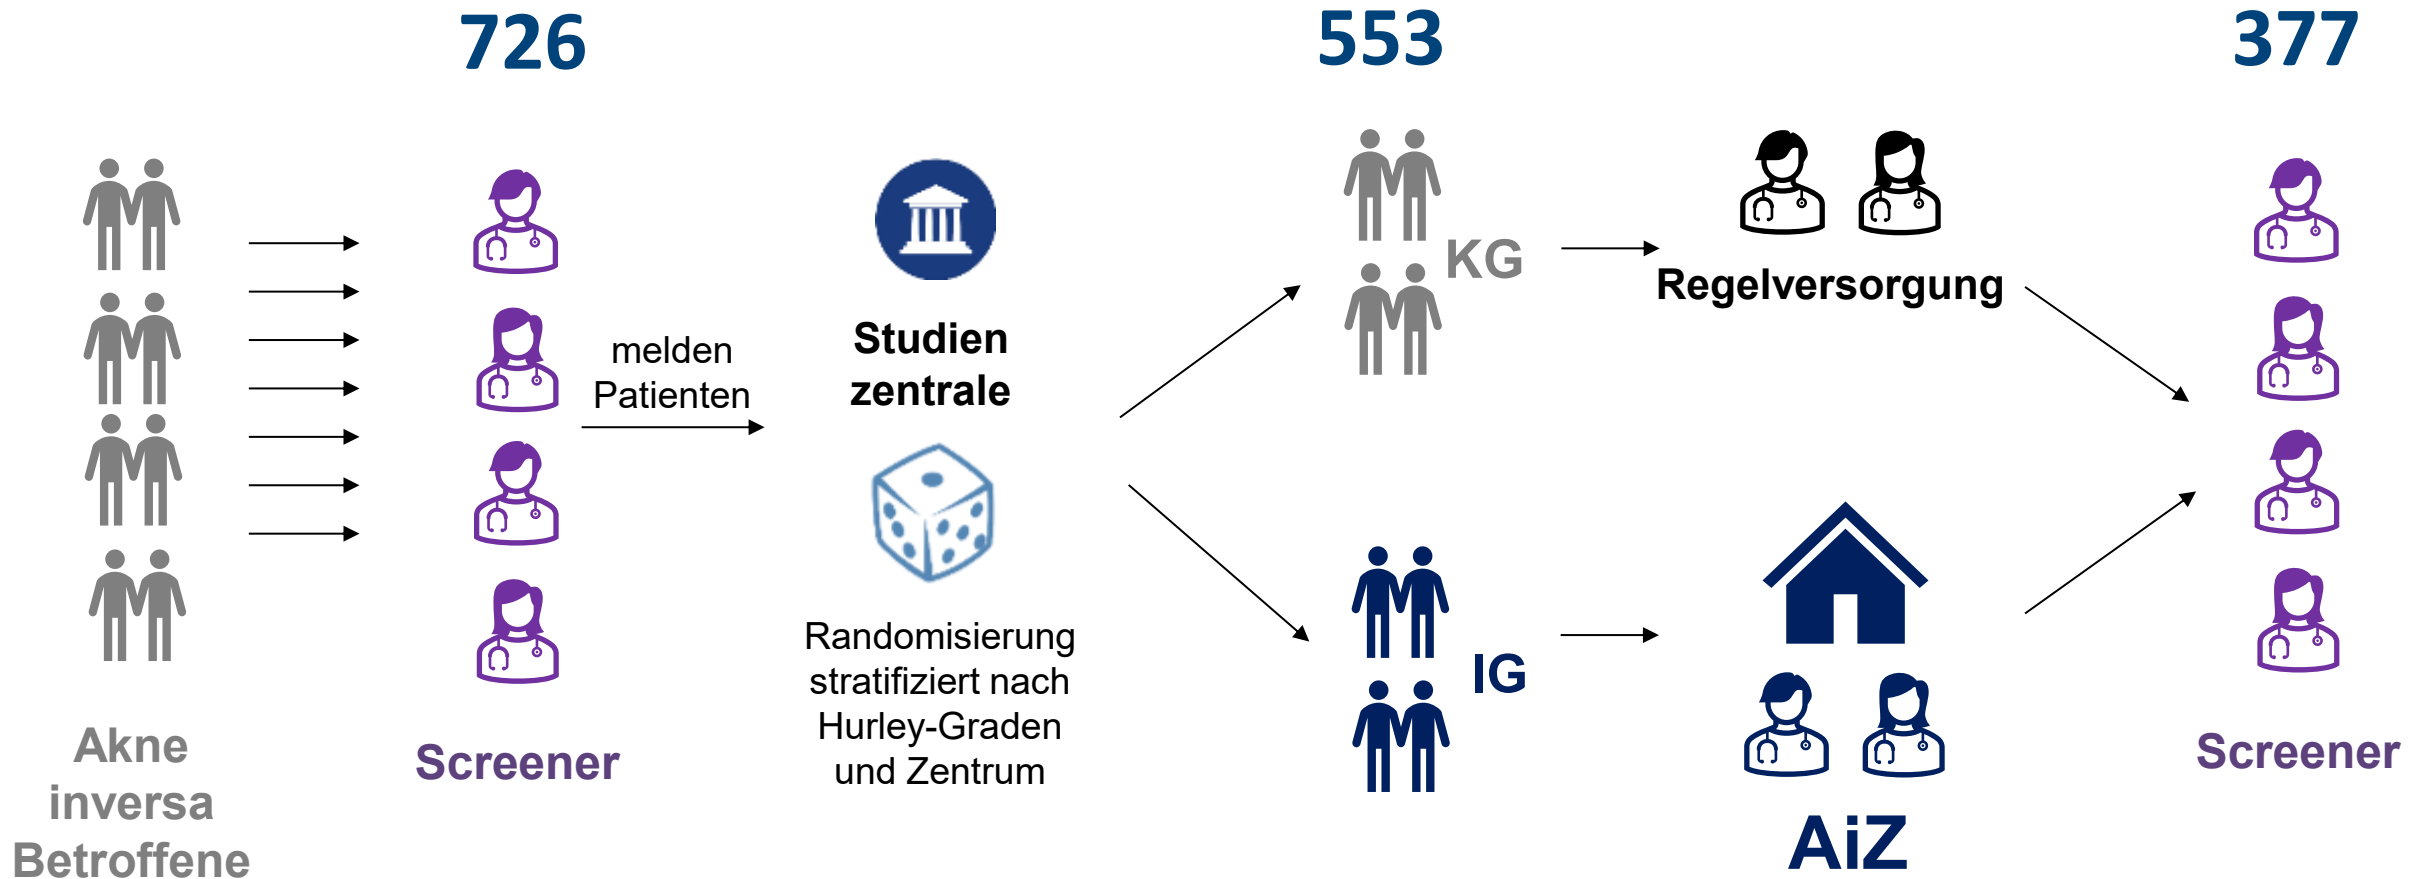 726
553
377
Akne
inversa
Betroffene
Screener
melden
Patienten
Studien
zentrale
Randomisierung
stratifiziert nach
Hurley-Graden
und Zentrum
KG
IG
Regelversorgung
AiZ
Screener